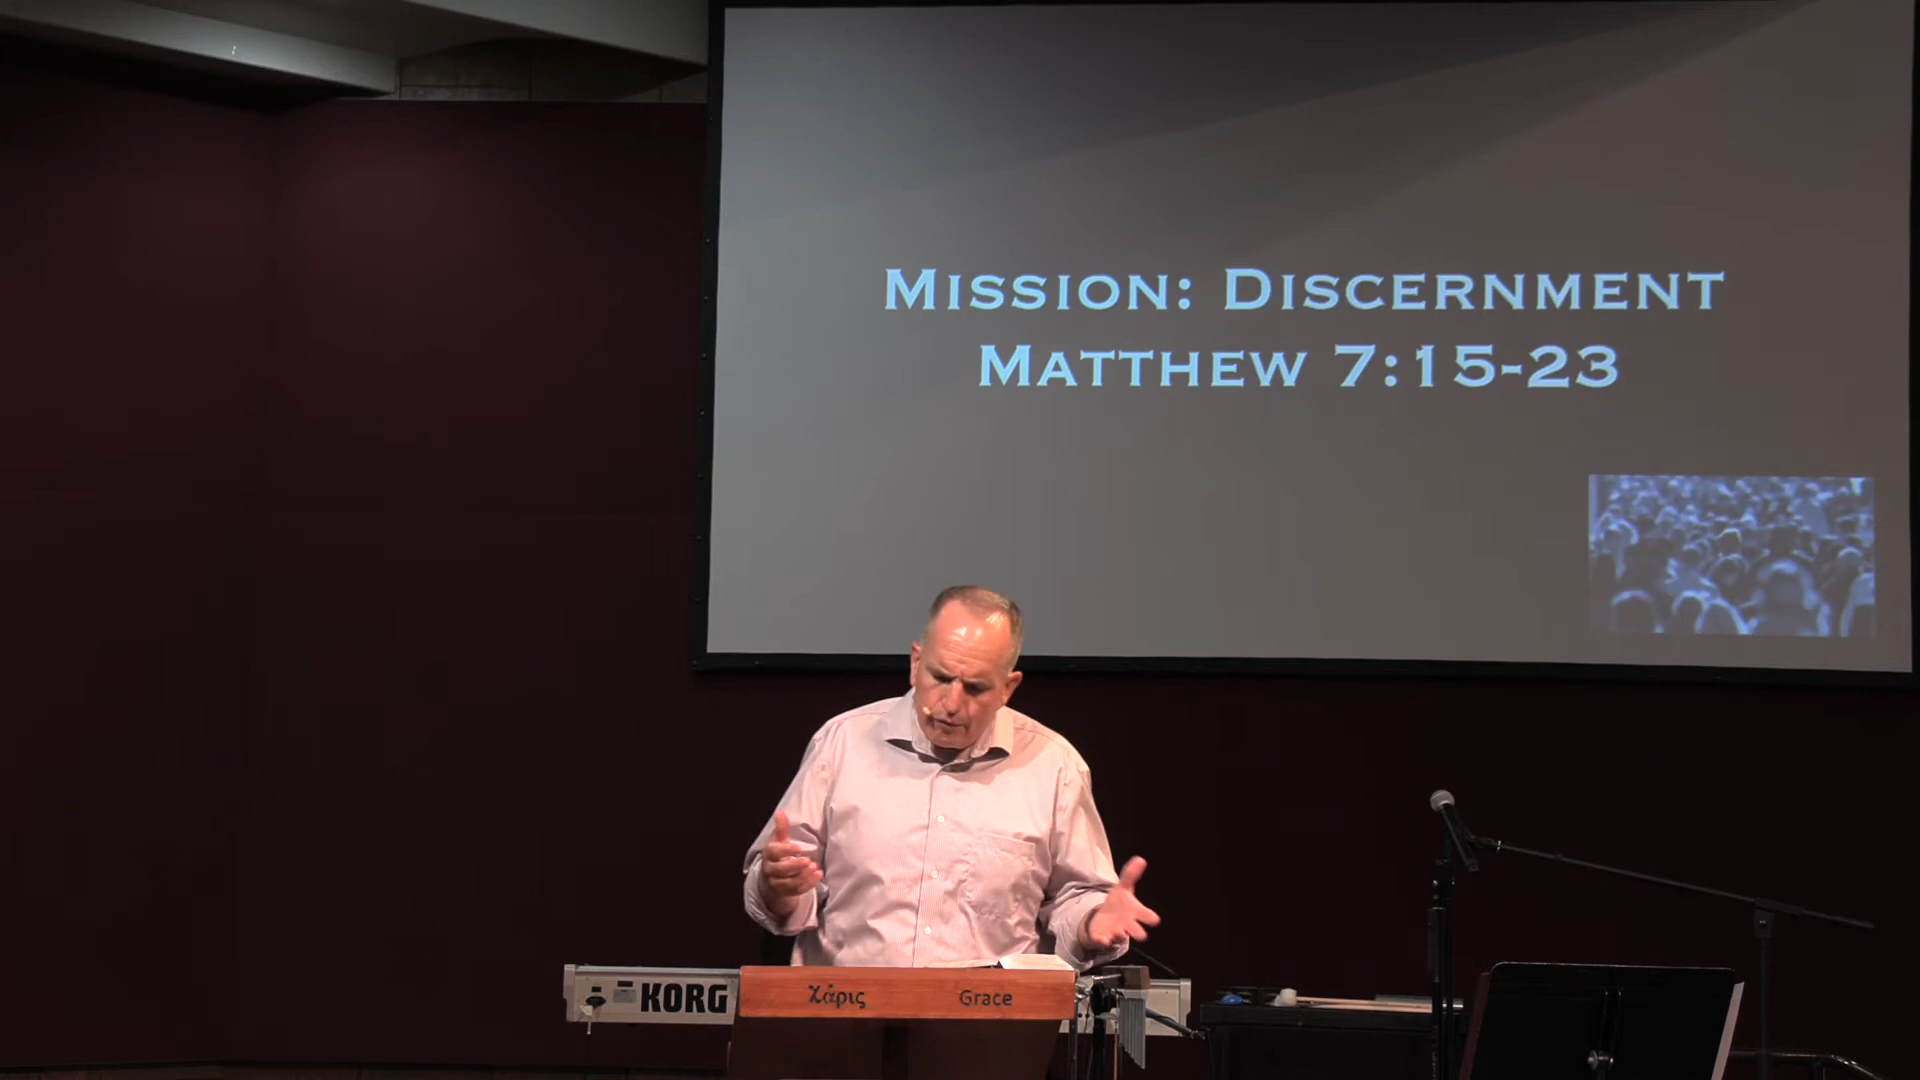 Mission: Discernment
Matthew 7:15-23
KORG
Χάρις Grace